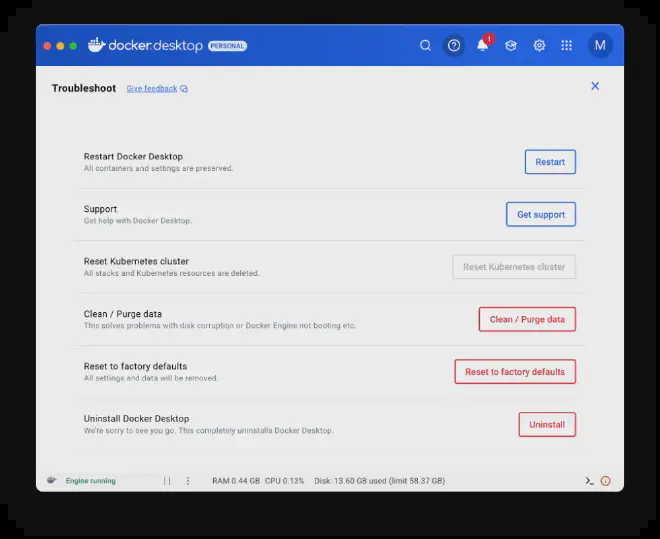 docker.desktop PERSONAL
1
M
Troubleshoot Give feedback
Restart Docker Desktop
All containers and settings are preserved.
Restart
Support
Get help with Docker Desktop.
Get support
Reset Kubernetes cluster
All stacks and Kubernetes resources are deleted.
Reset Kubernetes cluster
Clean / Purge data
This solves problems with disk corruption or Docker Engine not booting etc.
Clean / Purge data
Reset to factory defaults
All settings and data will be removed.
Reset to factory defaults
Uninstall Docker Desktop
We're sorry to see you go. This completely uninstalls Docker Desktop.
Uninstall
Engine running RAM 0.44 GB CPU 0.13% Disk: 13.60 GB used (limit 58.37 GB)